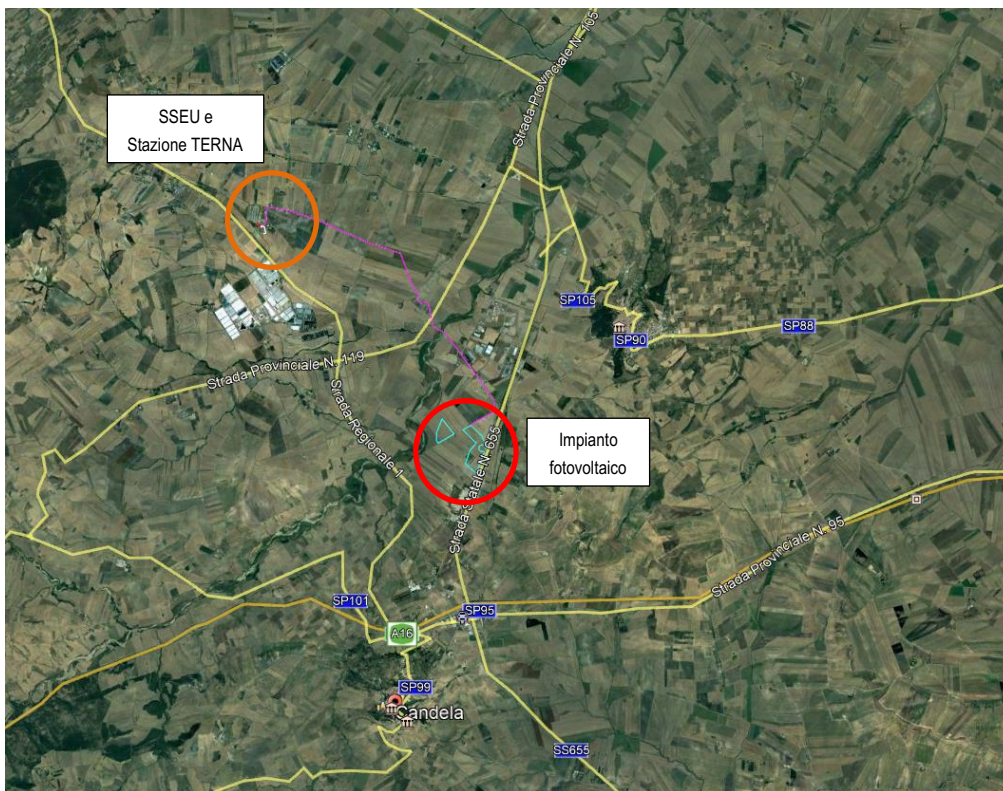 SSEU e
Stazione TERNA
Strada Provinciale N. 105
SP105
SP90
SP88
Strada Provinciale N. 119
Strada Regionale 1
Impianto
fotovoltaico
Strada Statale N. 655
Strada Provinciale N. 95
SP101
SP95
A16
SP99
Candela
SS655